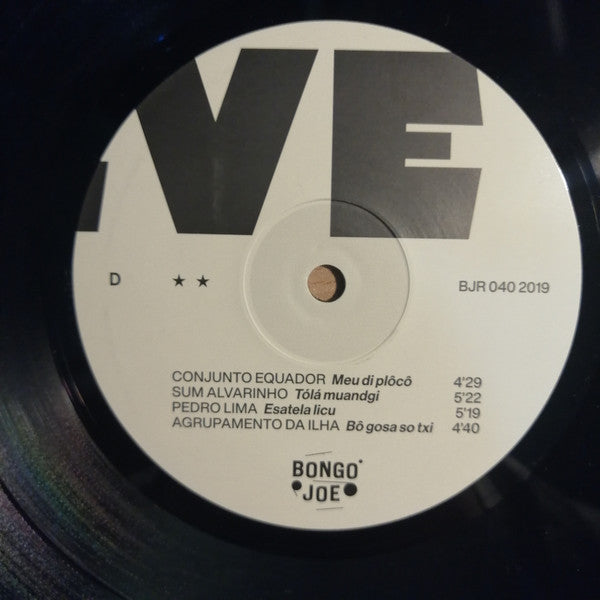 VE
D ★★ BJR 040 2019
CONJUNTO EQUADOR Meu di plôcô 4'29
SUM ALVARINHO Tólá muandgi 5'22
PEDRO LIMA Esatela licu 5'19
AGRUPAMENTO DA ILHA Bô gosa so txi 4'40
BONGO
JOE